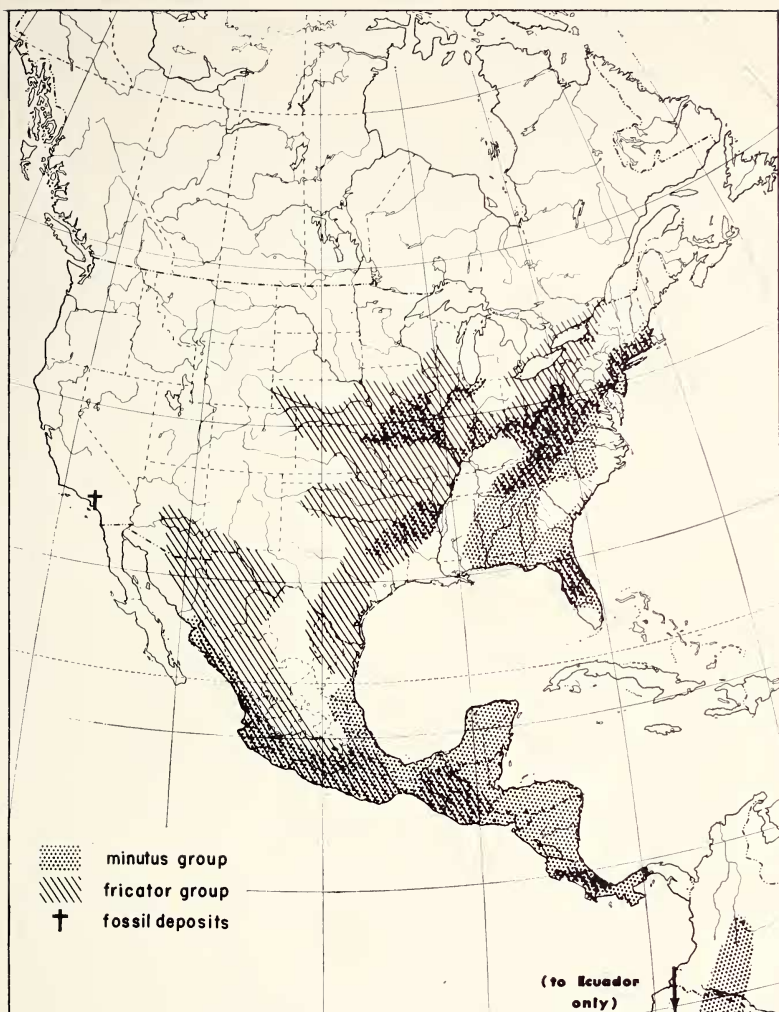 minutus group
fricator group
fossil deposits
(to Ecuador
only)